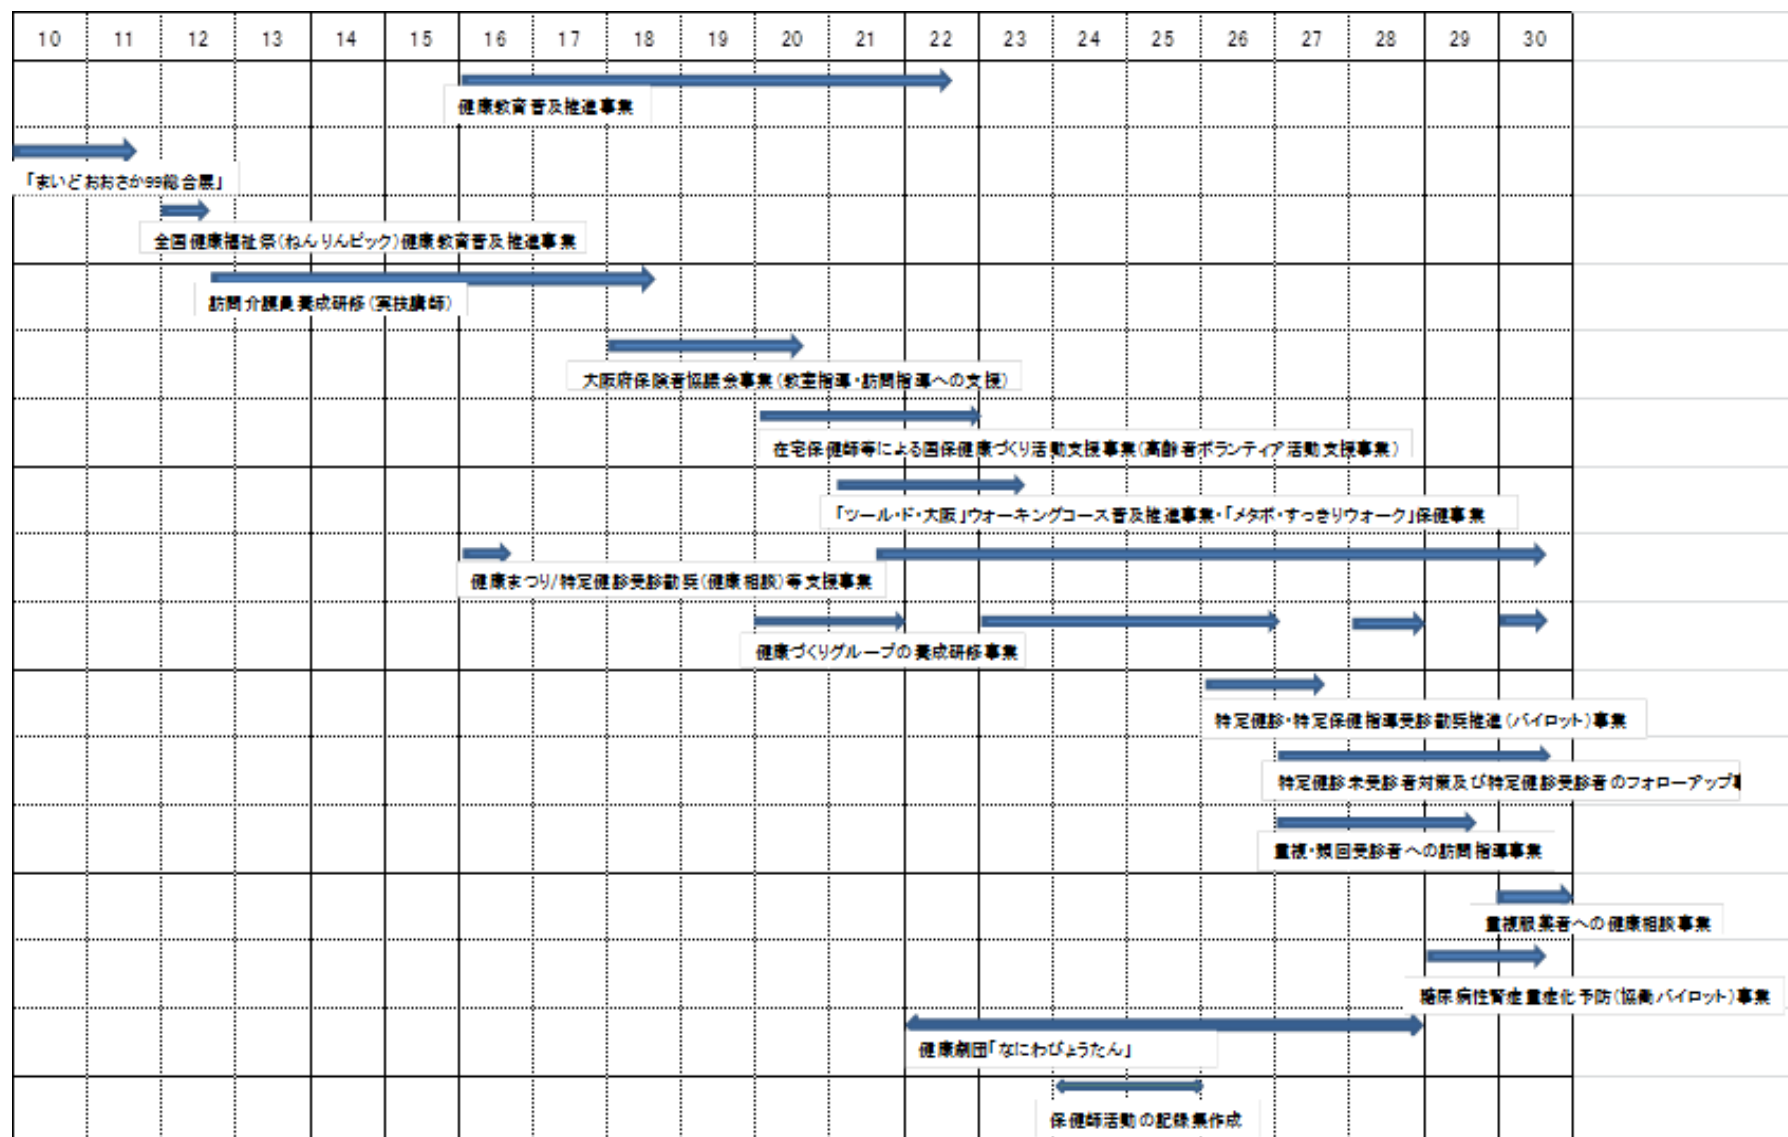 10 11 12 13 14 15 16 17 18 19 20 21 22 23 24 25 26 27 28 29 30
健康教育普及推進事業
「まいどおおさか99総合展」
全国健康福祉祭(ねんりんピック)健康教育普及推進事業
訪問介護員養成研修(実技講師)
大阪府保険者協議会事業(教室指導・訪問指導への支援)
在宅保健師等による国保健康づくり活動支援事業(高齢者ボランティア活動支援事業)
「ツール・ド・大阪」ウォーキングコース普及推進事業・「メタボ・すっきりウォーク」保健事業
健康まつり/特定健診受診勧奨(健康相談)等支援事業
健康づくりグループの養成研修事業
特定健診・特定保健指導受診勧奨推進(パイロット)事業
特定健診未受診者対策及び特定健診受診者のフォローアップ事
重複・頻回受診者への訪問指導事業
重複服薬者への健康相談事業
糖尿病性腎症重症化予防(協働パイロット)事業
健康劇団「なにわびょうたん」
保健師活動の記録集作成